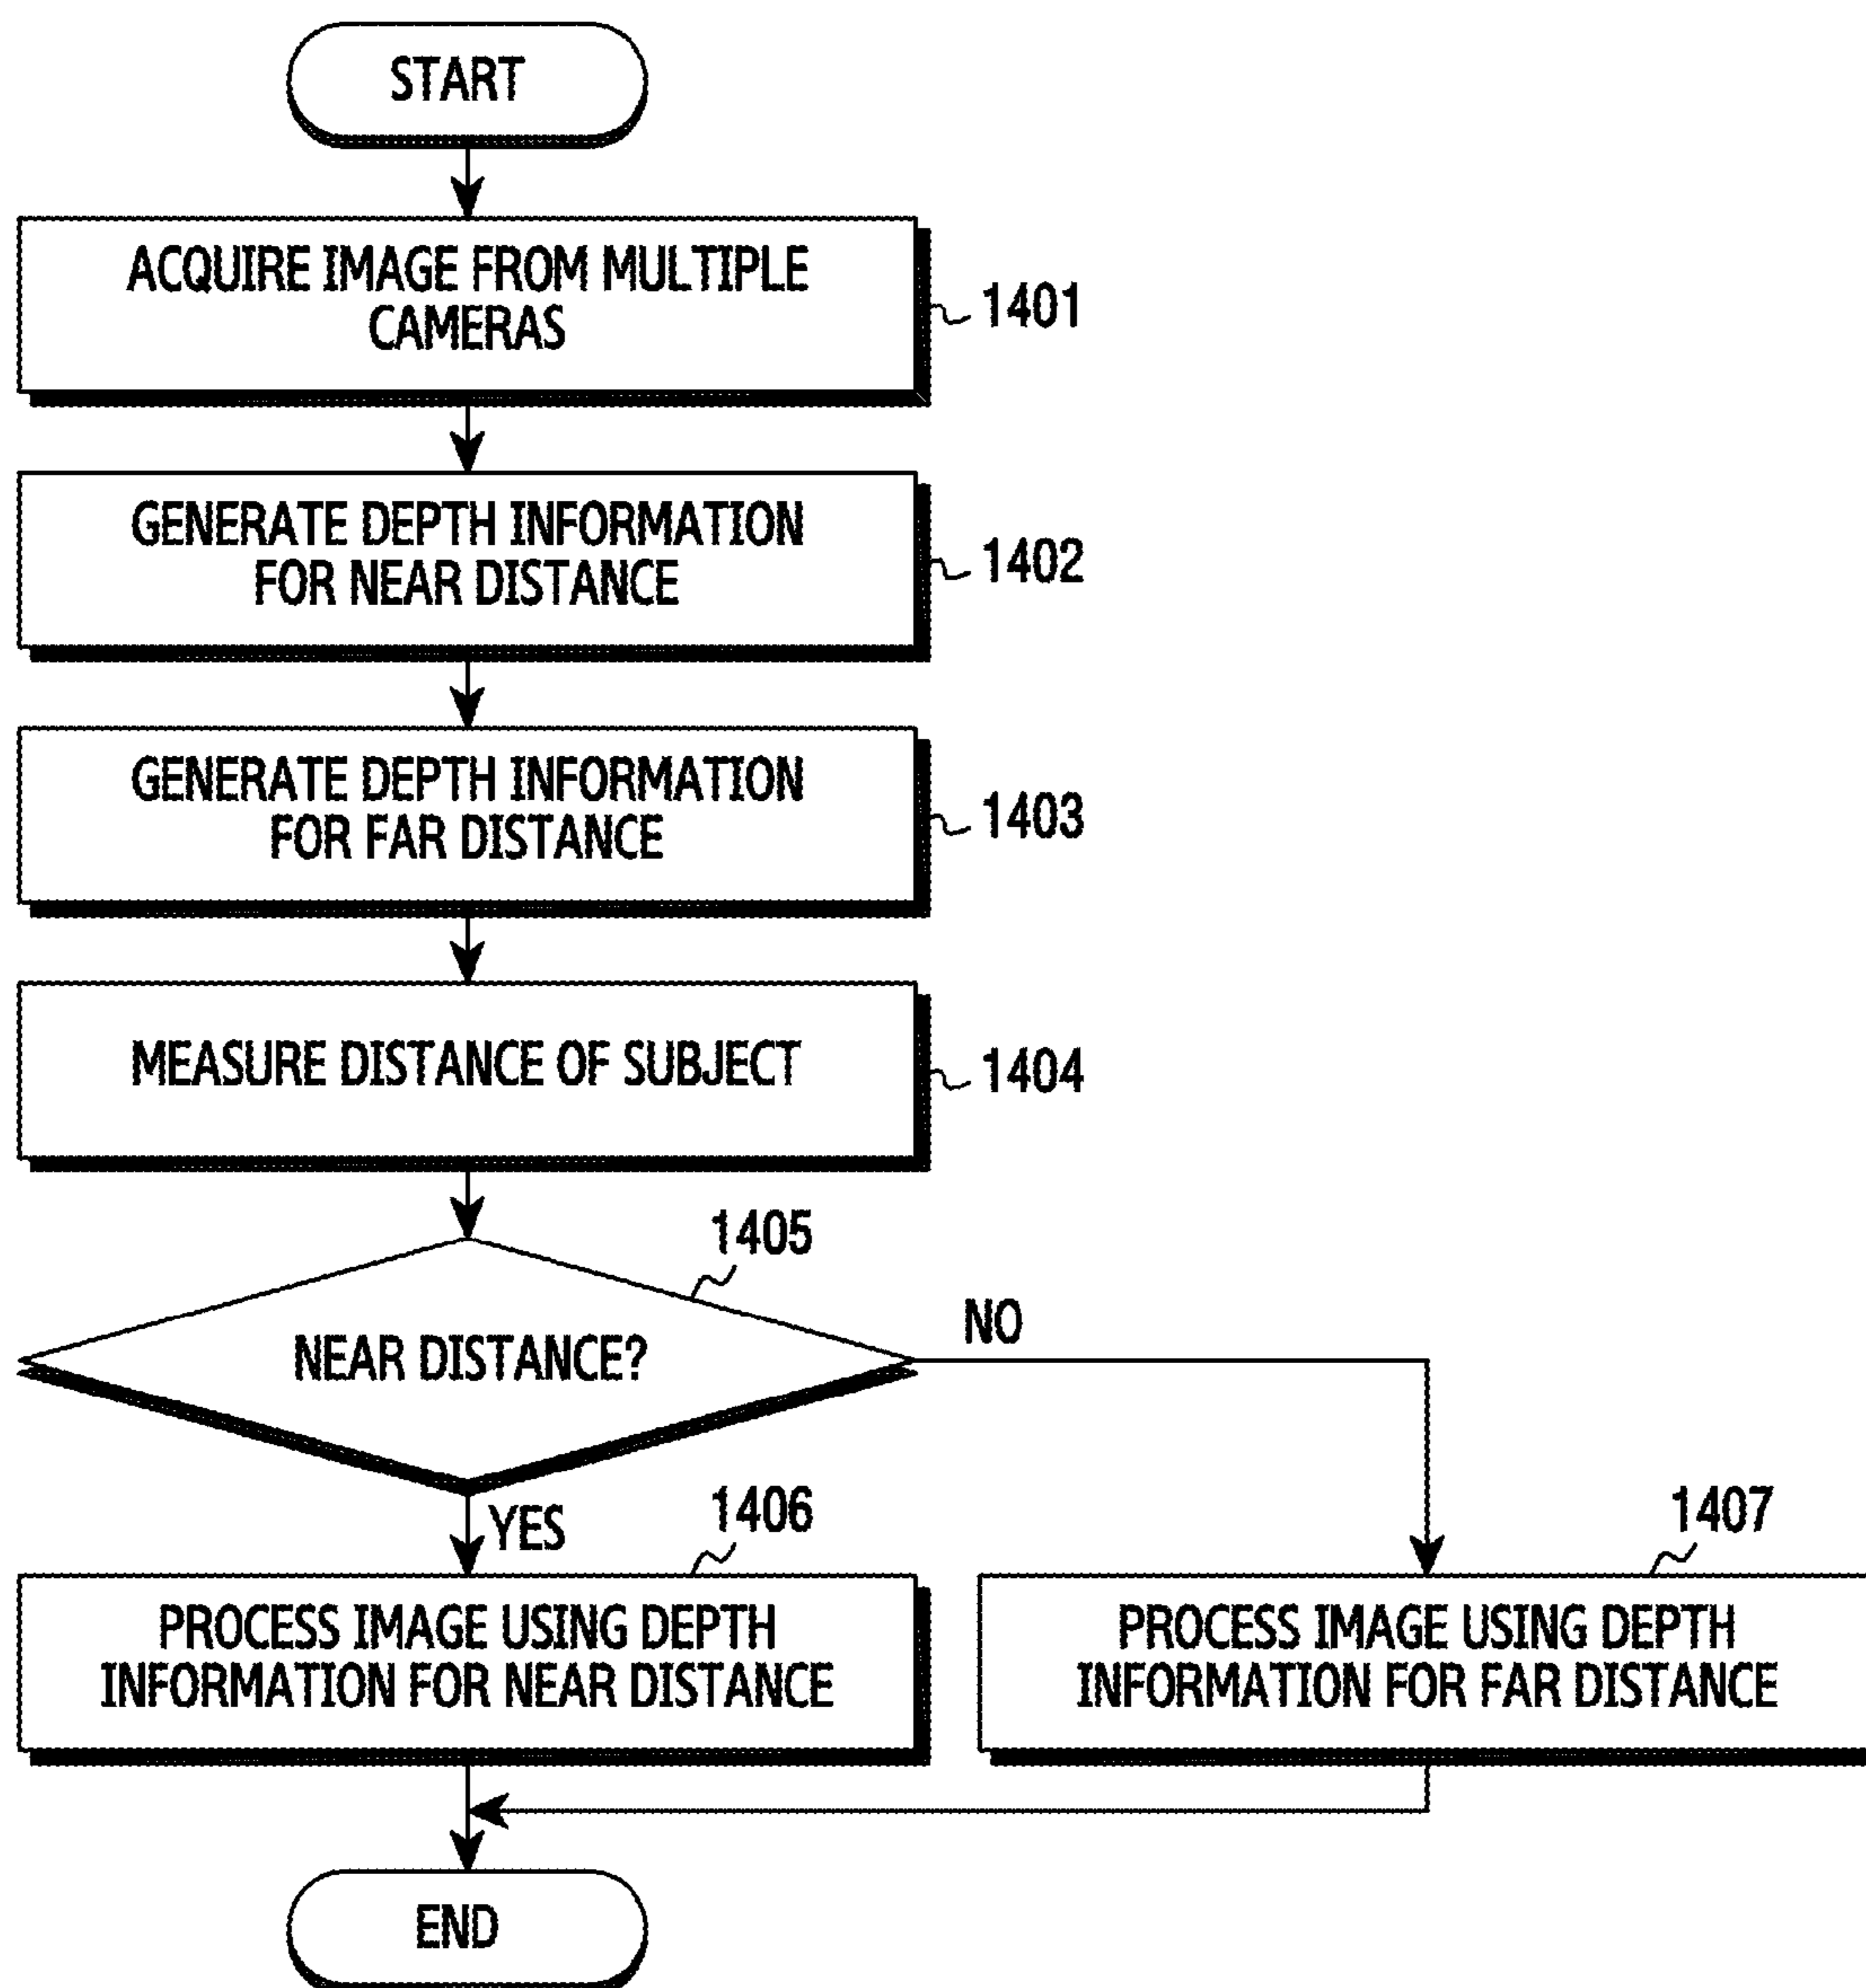 START
ACQUIRE IMAGE FROM MULTIPLE
CAMERAS
1401
GENERATE DEPTH INFORMATION
FOR NEAR DISTANCE
1402
GENERATE DEPTH INFORMATION
FOR FAR DISTANCE
1403
MEASURE DISTANCE OF SUBJECT
1404
1405
NEAR DISTANCE?
NO
YES
1406
PROCESS IMAGE USING DEPTH
INFORMATION FOR NEAR DISTANCE
1407
PROCESS IMAGE USING DEPTH
INFORMATION FOR FAR DISTANCE
END